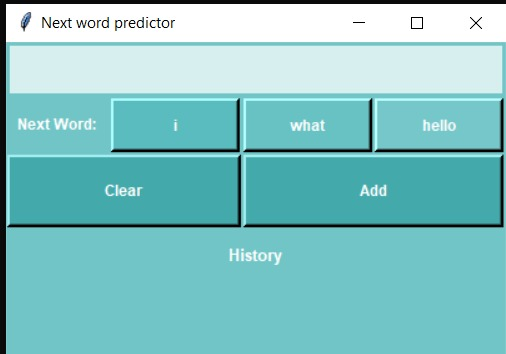 Next word predictor
Next Word: i what hello
Clear Add
History